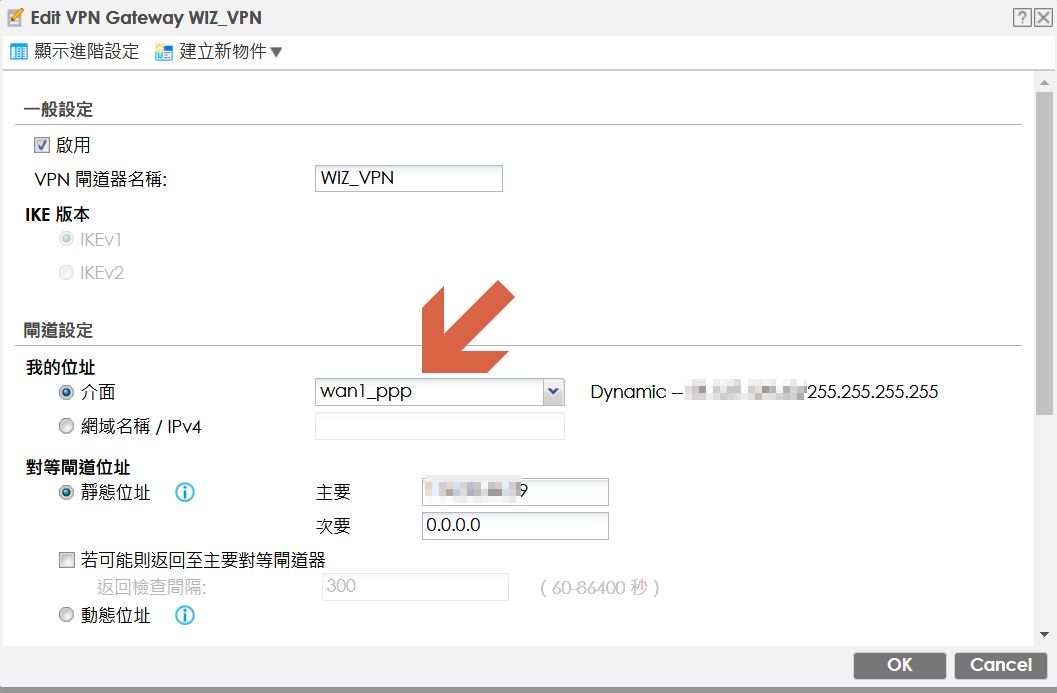 Edit VPN Gateway WIZ_VPN
顯示進階設定 建立新物件
一般設定
啟用
VPN 閘道器名稱: WIZ_VPN
IKE 版本
IKEv1
IKEv2
閘道設定
我的位址
介面 wan1_ppp Dynamic -- 255.255.255.255
網域名稱 / IPv4
對等閘道位址
靜態位址 主要 9
次要 0.0.0.0
若可能則返回至主要對等閘道器
返回檢查間隔: 300 ( 60-86400 秒 )
動態位址
OK Cancel